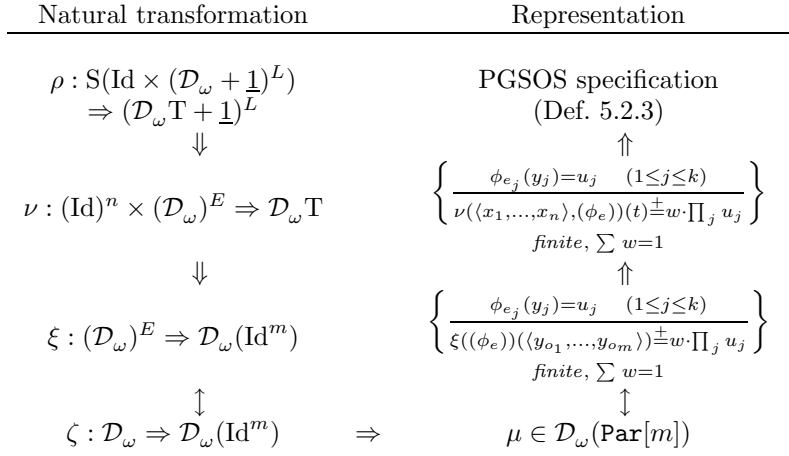 Natural transformation Representation
ρ : S(Id × (𝒟_ω + 1̲)^L) PGSOS specification
⇒ (𝒟_ωT + 1̲)^L (Def. 5.2.3)
⇓ ⇑
ν : (Id)^n × (𝒟_ω)^E ⇒ 𝒟_ωT { ϕ_{e_j}(y_j)=u_j (1≤j≤k) / ν(⟨x_1,...,x_n⟩,(ϕ_e))(t) ≐^+ w·∏_j u_j }
finite, ∑ w=1
⇓ ⇑
ξ : (𝒟_ω)^E ⇒ 𝒟_ω(Id^m) { ϕ_{e_j}(y_j)=u_j (1≤j≤k) / ξ((ϕ_e))(⟨y_{o_1},...,y_{o_m}⟩) ≐^+ w·∏_j u_j }
finite, ∑ w=1
↕ ↕
ζ : 𝒟_ω ⇒ 𝒟_ω(Id^m) ⇒ μ ∈ 𝒟_ω(Par[m])